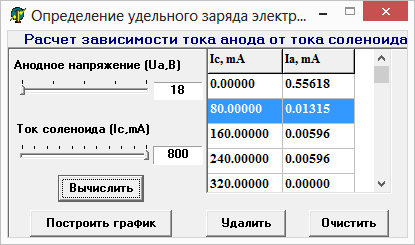 Определение удельного заряда электр...
Расчет зависимости тока анода от тока соленоида
Анодное напряжение (Ua,B)
18
Ток соленоида (Ic,mA)
800
Вычислить
Ic, mA Ia, mA
0.00000 0.55618
80.00000 0.01315
160.00000 0.00596
240.00000 0.00596
320.00000 0.00000
Построить график Удалить Очистить